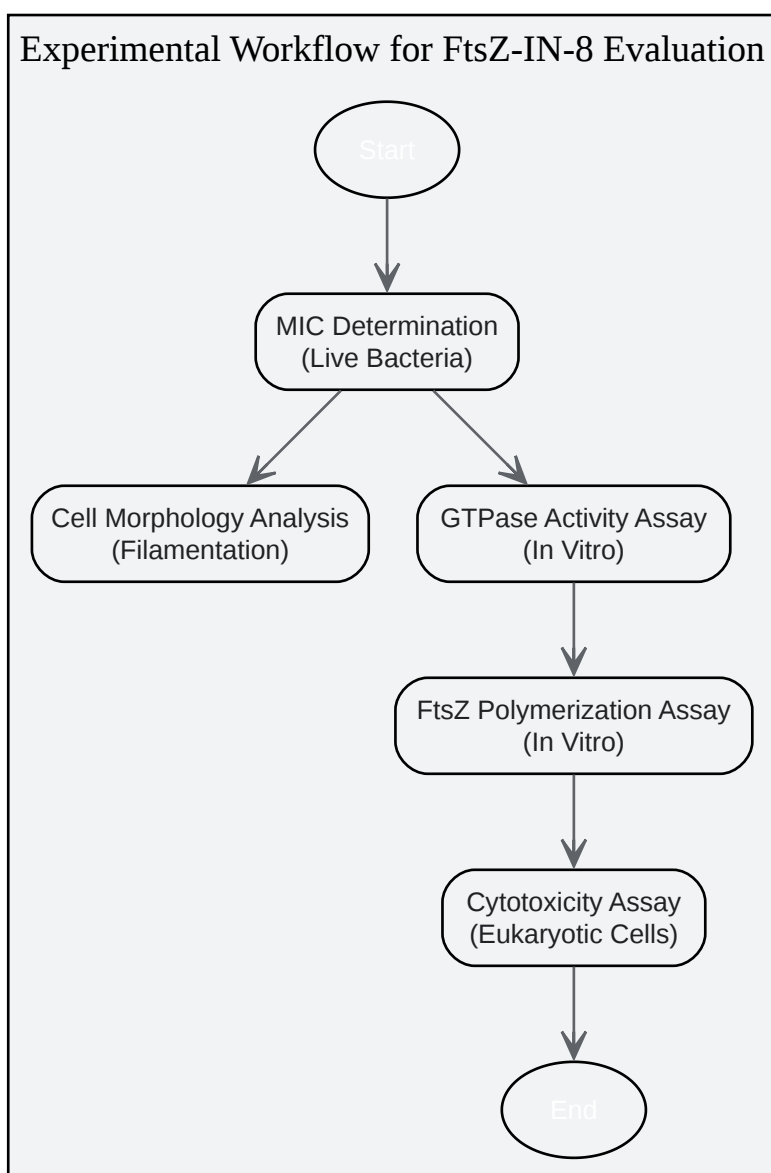 Experimental Workflow for FtsZ-IN-8 Evaluation
Start
MIC Determination
(Live Bacteria)
Cell Morphology Analysis
(Filamentation)
GTPase Activity Assay
(In Vitro)
FtsZ Polymerization Assay
(In Vitro)
Cytotoxicity Assay
(Eukaryotic Cells)
End